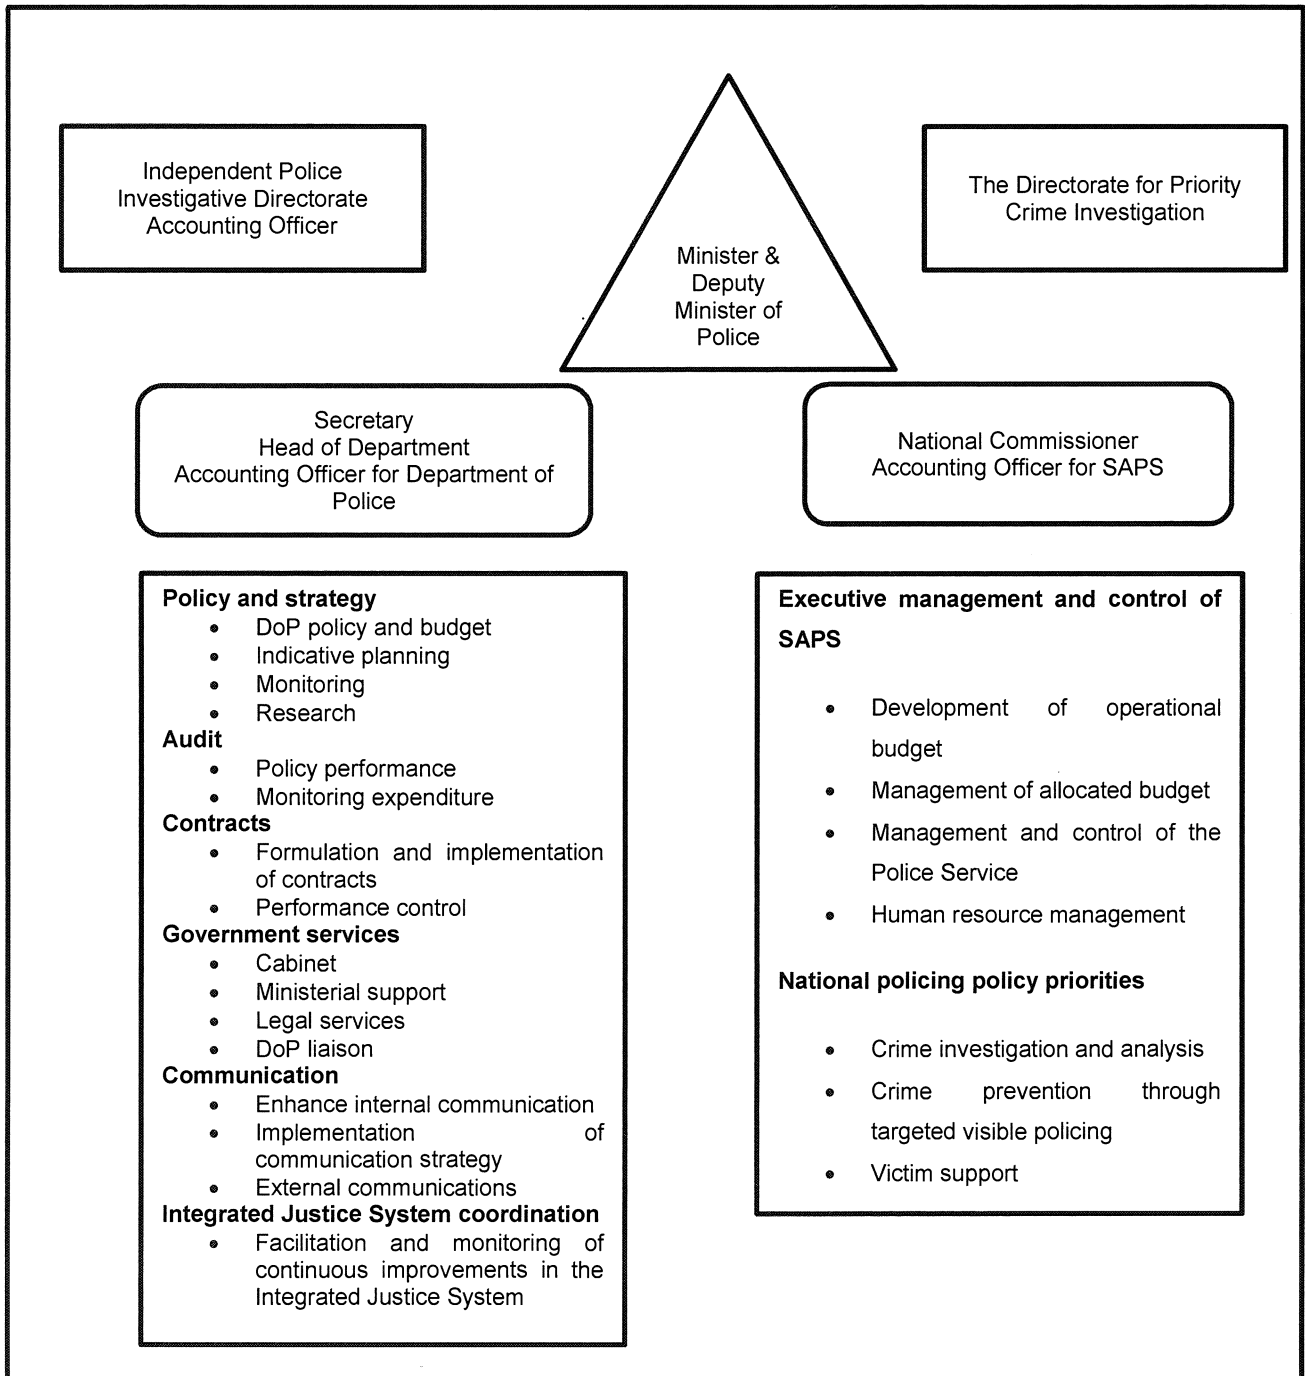 Independent Police
Investigative Directorate
Accounting Officer
The Directorate for Priority
Crime Investigation
Minister &
Deputy
Minister of
Police
Secretary
Head of Department
Accounting Officer for Department of
Police
National Commissioner
Accounting Officer for SAPS
Policy and strategy
• DoP policy and budget
• Indicative planning
• Monitoring
• Research
Audit
• Policy performance
• Monitoring expenditure
Contracts
• Formulation and implementation
of contracts
• Performance control
Government services
• Cabinet
• Ministerial support
• Legal services
• DoP liaison
Communication
• Enhance internal communication
• Implementation of
communication strategy
• External communications
Integrated Justice System coordination
• Facilitation and monitoring of
continuous improvements in the
Integrated Justice System
Executive management and control of
SAPS
• Development of operational
budget
• Management of allocated budget
• Management and control of the
Police Service
• Human resource management
National policing policy priorities
• Crime investigation and analysis
• Crime prevention through
targeted visible policing
• Victim support